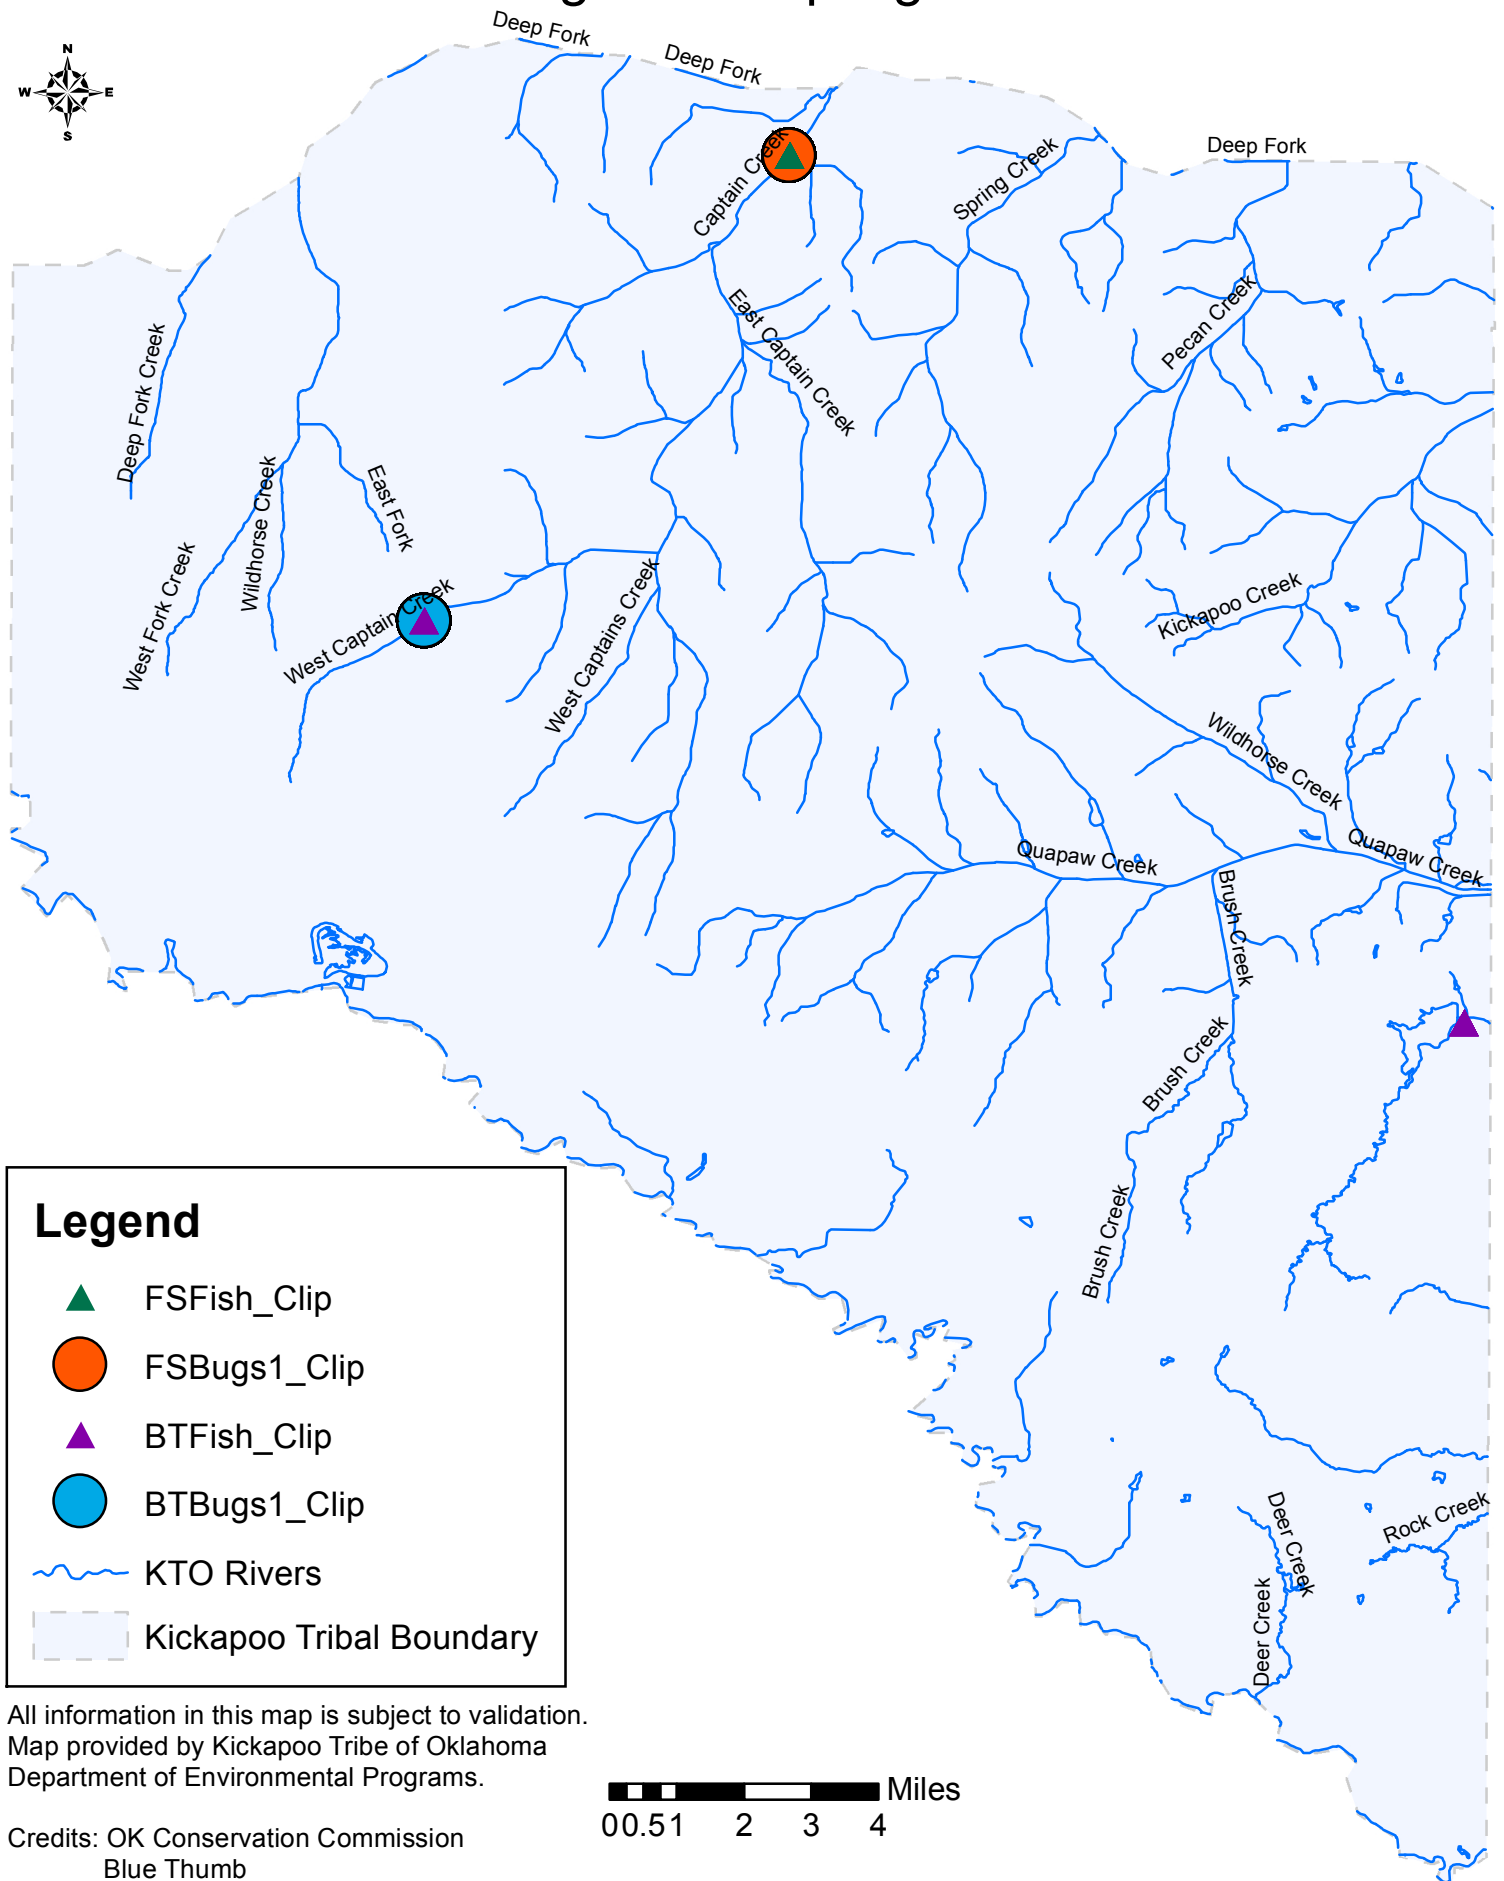 Deep Fork
Deep Fork
N
W E
S
Deep Fork
Captain Creek
Spring Creek
Pecan Creek
East Captain Creek
Deep Fork Creek
Wildhorse Creek
East Fork
West Fork Creek
West Captain Creek
West Captains Creek
Kickapoo Creek
Wildhorse Creek
Quapaw Creek
Quapaw Creek
Brush Creek
Brush Creek
Brush Creek
Deer Creek
Rock Creek
Deer Creek
Legend
FSFish_Clip
FSBugs1_Clip
BTFish_Clip
BTBugs1_Clip
KTO Rivers
Kickapoo Tribal Boundary
All information in this map is subject to validation.
Map provided by Kickapoo Tribe of Oklahoma
Department of Environmental Programs.
Miles
0 0.5 1 2 3 4
Credits: OK Conservation Commission
Blue Thumb